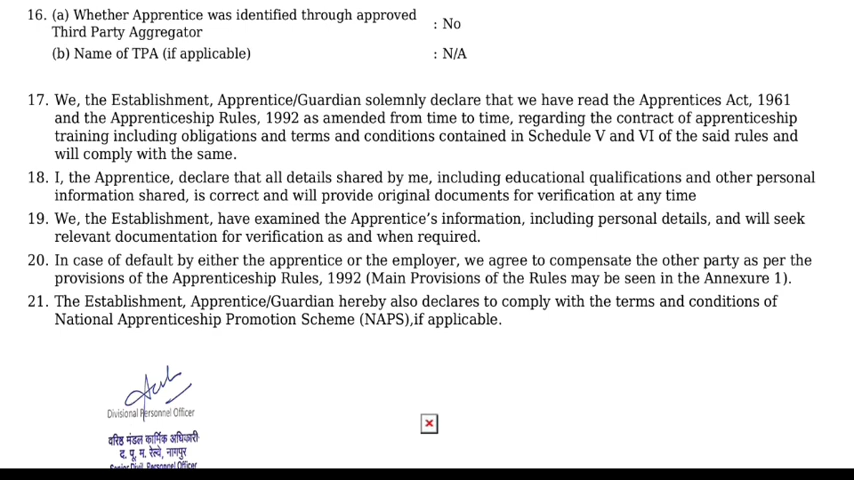 16. (a) Whether Apprentice was identified through approved
Third Party Aggregator
: No
(b) Name of TPA (if applicable)
: N/A
17. We, the Establishment, Apprentice/Guardian solemnly declare that we have read the Apprentices Act, 1961
and the Apprenticeship Rules, 1992 as amended from time to time, regarding the contract of apprenticeship
training including obligations and terms and conditions contained in Schedule V and VI of the said rules and
will comply with the same.
18. I, the Apprentice, declare that all details shared by me, including educational qualifications and other personal
information shared, is correct and will provide original documents for verification at any time
19. We, the Establishment, have examined the Apprentice's information, including personal details, and will seek
relevant documentation for verification as and when required.
20. In case of default by either the apprentice or the employer, we agree to compensate the other party as per the
provisions of the Apprenticeship Rules, 1992 (Main Provisions of the Rules may be seen in the Annexure 1).
21. The Establishment, Apprentice/Guardian hereby also declares to comply with the terms and conditions of
National Apprenticeship Promotion Scheme (NAPS),if applicable.
Divisional Personnel Officer
वरिष्ठ मंडल कार्मिक अधिकारी
द. पू. म. रेल्वे, नागपुर
Senior Divl. Personnel Officer